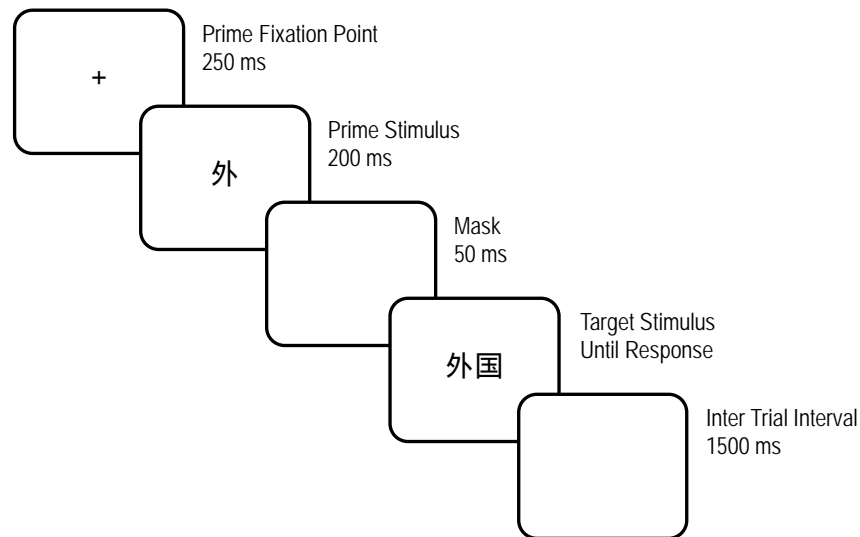 +
Prime Fixation Point
250 ms
外
Prime Stimulus
200 ms
Mask
50 ms
外国
Target Stimulus
Until Response
Inter Trial Interval
1500 ms